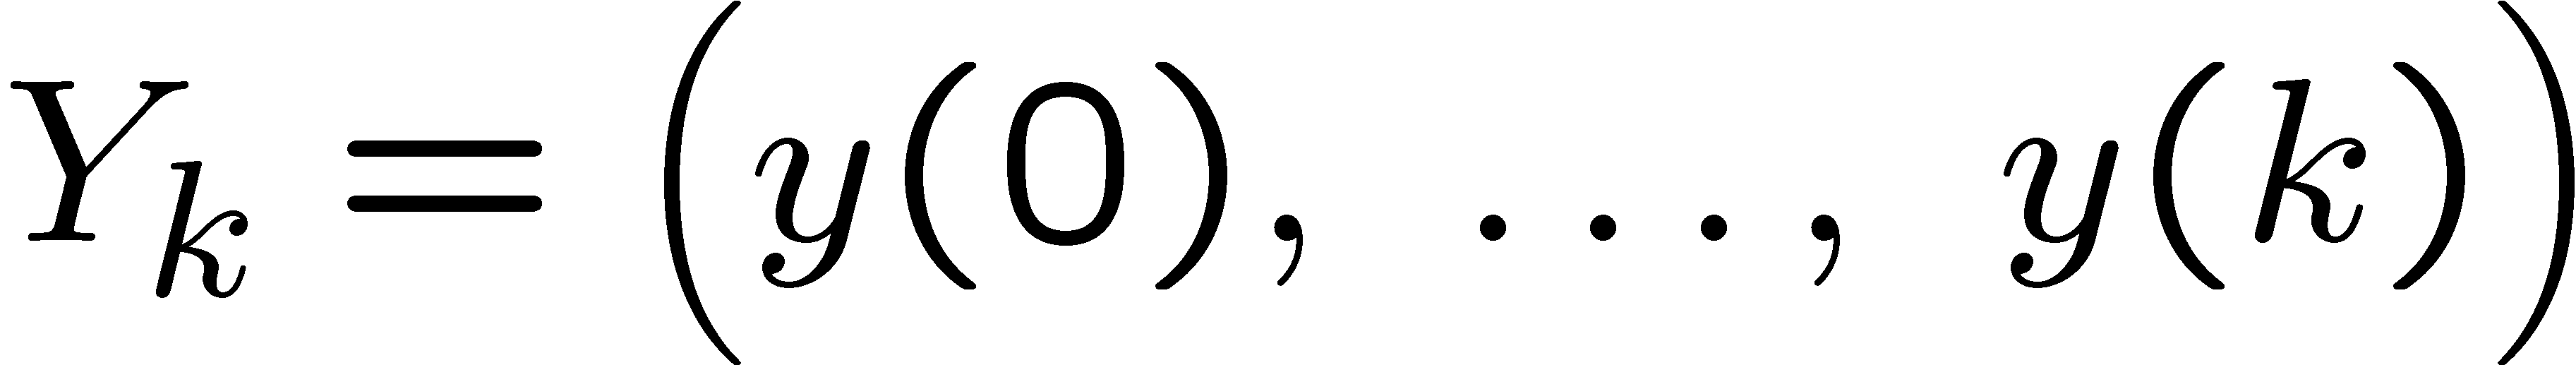 Y_k = (y(0), ..., y(k))